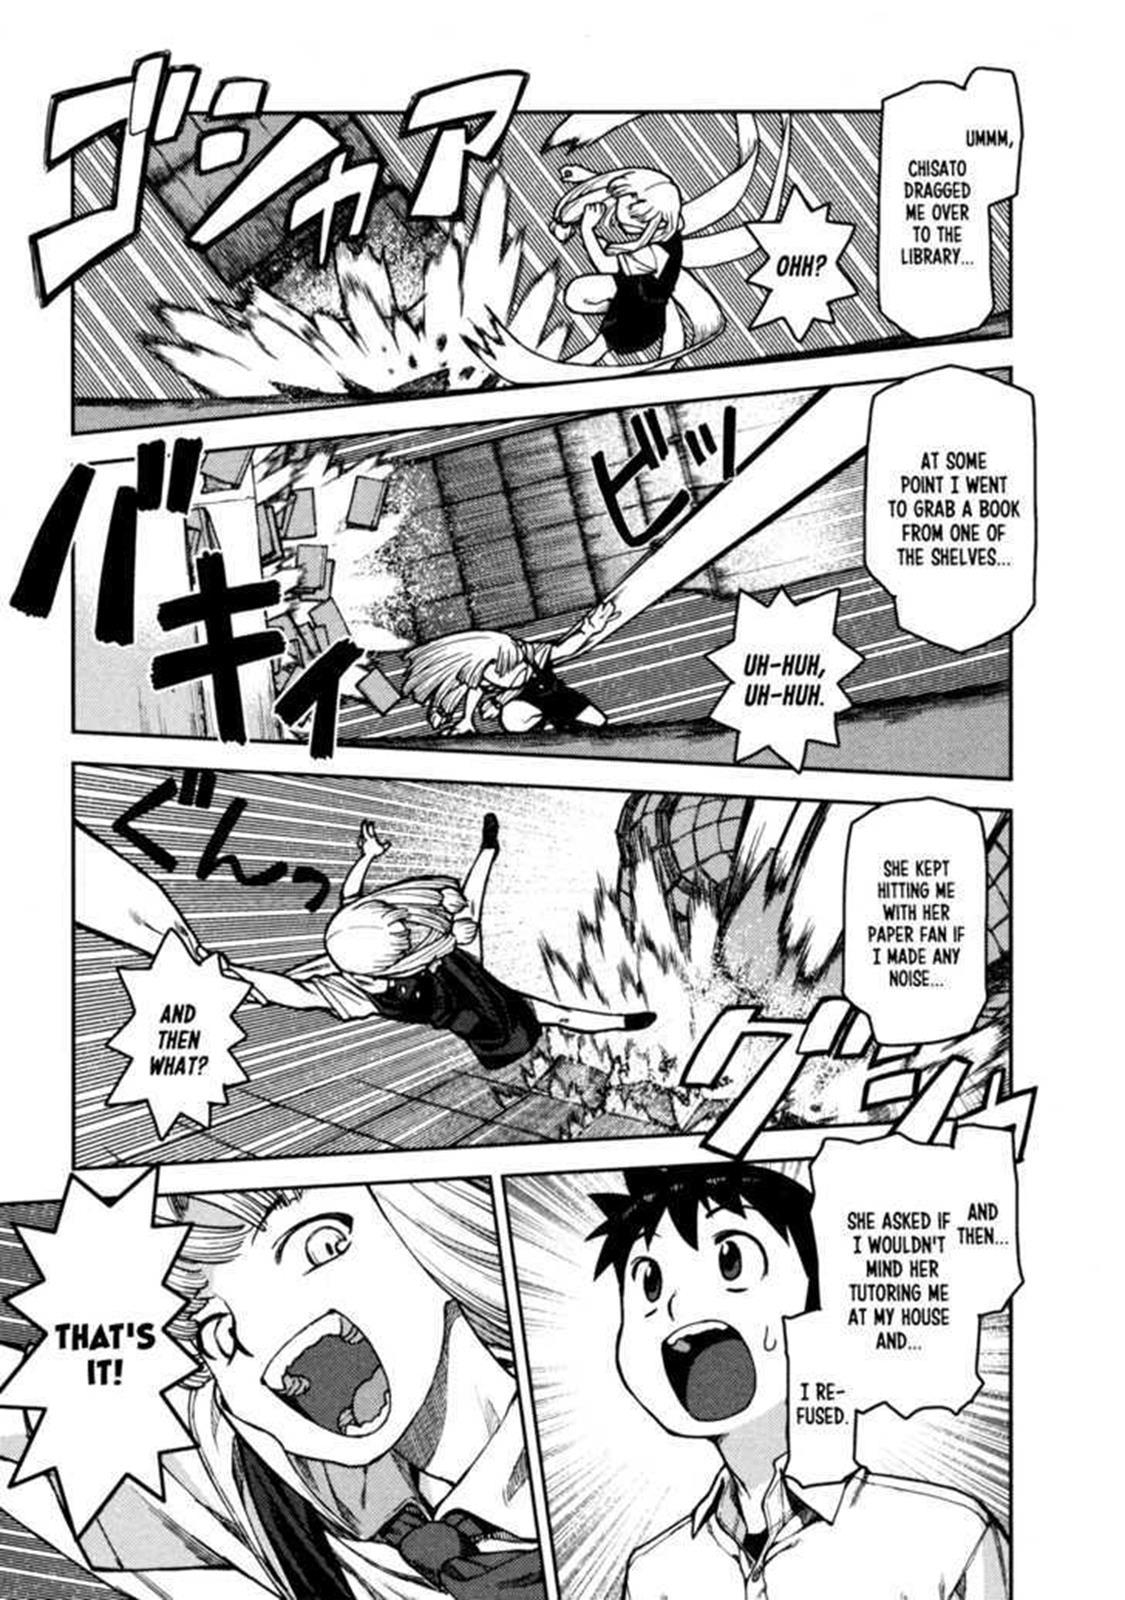 UMMM,
CHISATO
DRAGGED
ME OVER
TO THE
LIBRARY...
OHH?
ゴシャア
AT SOME
POINT I WENT
TO GRAB A BOOK
FROM ONE OF
THE SHELVES...
ビッ
UH-HUH,
UH-HUH.
バキィ
SHE KEPT
HITTING ME
WITH HER
PAPER FAN IF
I MADE ANY
NOISE...
グシャ
ぐんっ
AND
THEN
WHAT?
AND
THEN...
SHE ASKED IF
I WOULDN'T
MIND HER
TUTORING ME
AT MY HOUSE
AND...
I RE-
FUSED.
THAT'S
IT!